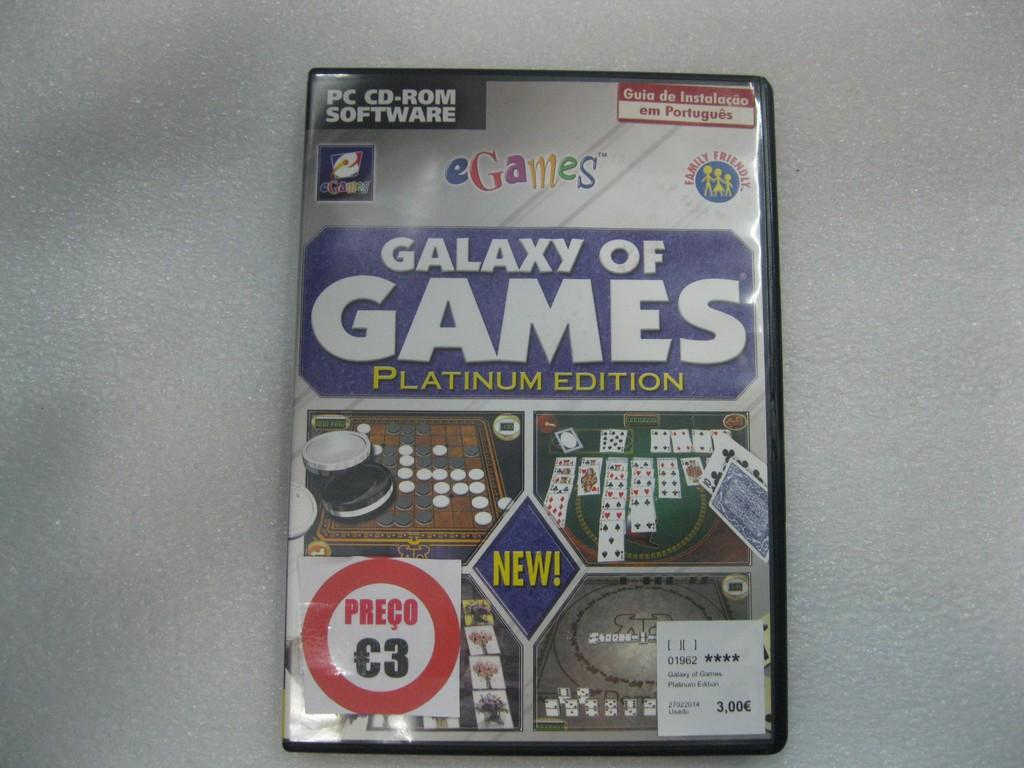 PC CD-ROM
SOFTWARE
Guia de Instalação
em Português
eGames
eGames™
FAMILY FRIENDLY
GALAXY OF
GAMES
PLATINUM EDITION
NEW!
PREÇO
€3
[ ][ ]
01962 ****
Galaxy of Games
Platinum Edition
27022014
Usado
3,00€